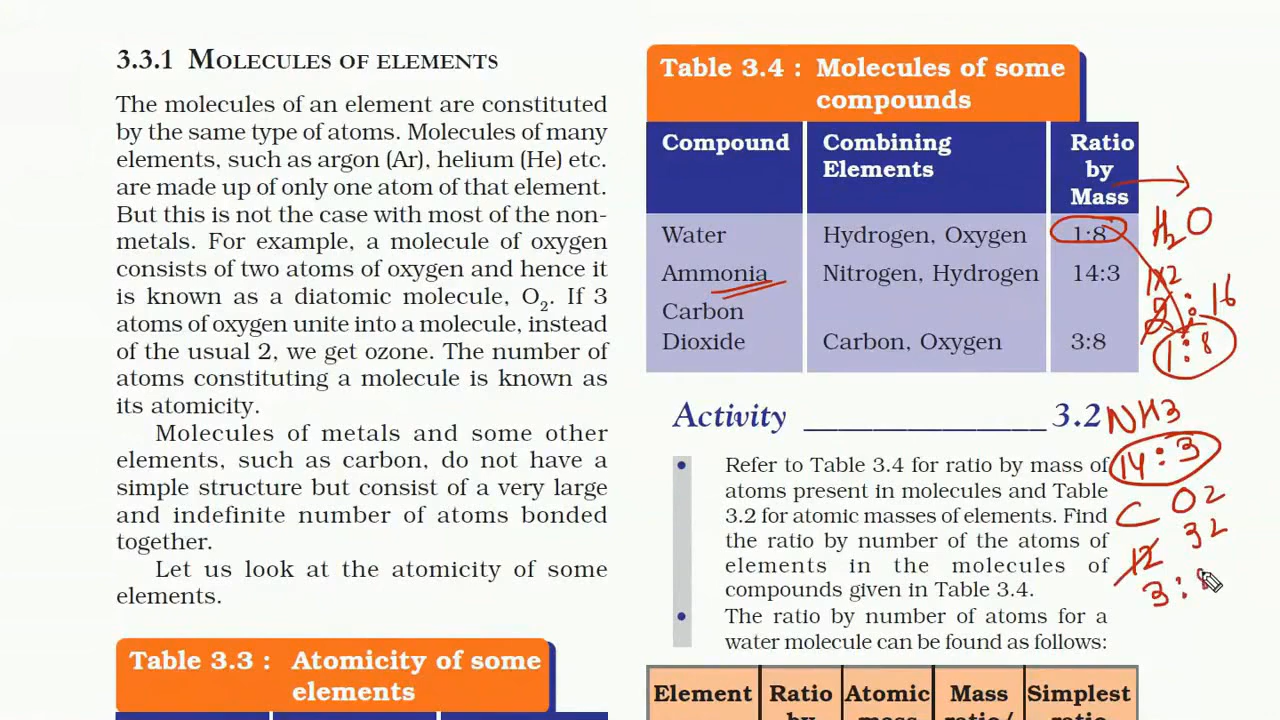 3.3.1 MOLECULES OF ELEMENTS
The molecules of an element are constituted
by the same type of atoms. Molecules of many
elements, such as argon (Ar), helium (He) etc.
are made up of only one atom of that element.
But this is not the case with most of the non-
metals. For example, a molecule of oxygen
consists of two atoms of oxygen and hence it
is known as a diatomic molecule, O₂. If 3
atoms of oxygen unite into a molecule, instead
of the usual 2, we get ozone. The number of
atoms constituting a molecule is known as
its atomicity.
Molecules of metals and some other
elements, such as carbon, do not have a
simple structure but consist of a very large
and indefinite number of atoms bonded
together.
Let us look at the atomicity of some
elements.
Table 3.3 : Atomicity of some
elements
Table 3.4 : Molecules of some
compounds
Compound Combining Elements Ratio by Mass
Water Hydrogen, Oxygen 1:8
Ammonia Nitrogen, Hydrogen 14:3
Carbon
Dioxide Carbon, Oxygen 3:8
H₂O
1x2
2 : 16
1:8
Activity ______________ 3.2
NH3
14:3
CO2
12 32
3:
Refer to Table 3.4 for ratio by mass of
atoms present in molecules and Table
3.2 for atomic masses of elements. Find
the ratio by number of the atoms of
elements in the molecules of
compounds given in Table 3.4.
The ratio by number of atoms for a
water molecule can be found as follows:
Element Ratio Atomic Mass Simplest
by mass ratio/ ratio